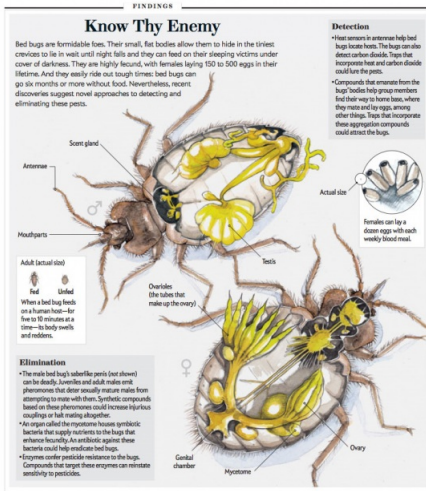 FINDINGS
Know Thy Enemy
Bed bugs are formidable foes. Their small, flat bodies allow them to hide in the tiniest
crevices to lie in wait until night falls and they can feed on their sleeping victims under
cover of darkness. They are highly fecund, with females laying 150 to 500 eggs in their
lifetime. And they easily ride out tough times: bed bugs can
go six months or more without food. Nevertheless, recent
discoveries suggest novel approaches to detecting and
eliminating these pests.
Detection
•Heat sensors in antennae help bed
bugs locate hosts. The bugs can also
detect carbon dioxide. Traps that
incorporate heat and carbon dioxide
could lure the pests.
•Compounds that emanate from the
bugs' bodies help group members
find their way to home base, where
they mate and lay eggs, among
other things. Traps that incorporate
these aggregation compounds
could attract the bugs.
Scent gland
Antennae
♂
Mouthparts
Testis
Actual size
Females can lay a
dozen eggs with each
weekly blood meal.
Adult (actual size)
Fed Unfed
When a bed bug feeds
on a human host—for
five to 10 minutes at a
time—its body swells
and reddens.
Ovarioles
(the tubes that
make up the ovary)
♀
Elimination
•The male bed bug's saberlike penis (not shown)
can be deadly. Juveniles and adult males emit
pheromones that deter sexually mature males from
attempting to mate with them. Synthetic compounds
based on these pheromones could increase injurious
couplings or halt mating altogether.
•An organ called the mycetome houses symbiotic
bacteria that supply nutrients to the bugs that
enhance fecundity. An antibiotic against these
bacteria could help eradicate bed bugs.
•Enzymes confer pesticide resistance to the bugs.
Compounds that target these enzymes can reinstate
sensitivity to pesticides.
Genital
chamber
Mycetome
Ovary